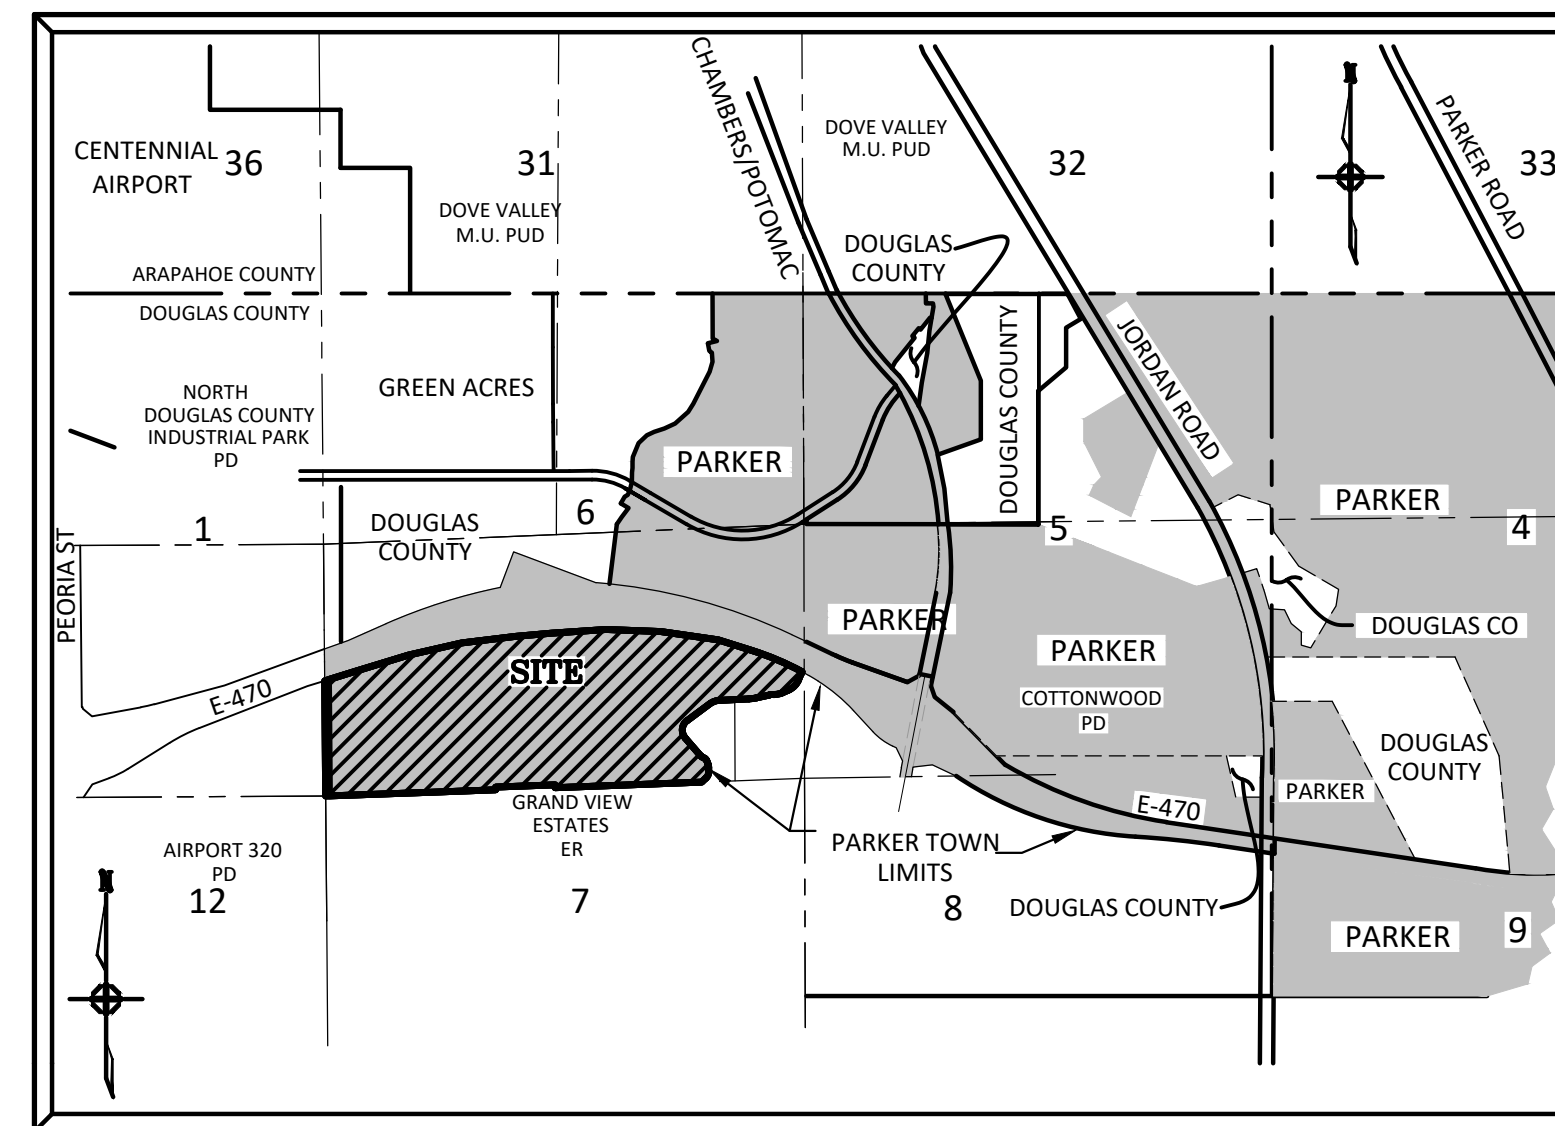 N
N
CENTENNIAL
AIRPORT
36
31
DOVE VALLEY
M.U. PUD
CHAMBERS/POTOMAC
DOVE VALLEY
M.U. PUD
32
PARKER ROAD
33
DOUGLAS
COUNTY
ARAPAHOE COUNTY
DOUGLAS COUNTY
NORTH
DOUGLAS COUNTY
INDUSTRIAL PARK
PD
GREEN ACRES
DOUGLAS COUNTY
JORDAN ROAD
PARKER
PARKER
PEORIA ST
1
DOUGLAS
COUNTY
6
5
4
PARKER
PARKER
DOUGLAS CO
E-470
SITE
COTTONWOOD
PD
DOUGLAS
COUNTY
PARKER
E-470
GRAND VIEW
ESTATES
ER
PARKER TOWN
LIMITS
AIRPORT 320
PD
12
7
8
DOUGLAS COUNTY
PARKER
9